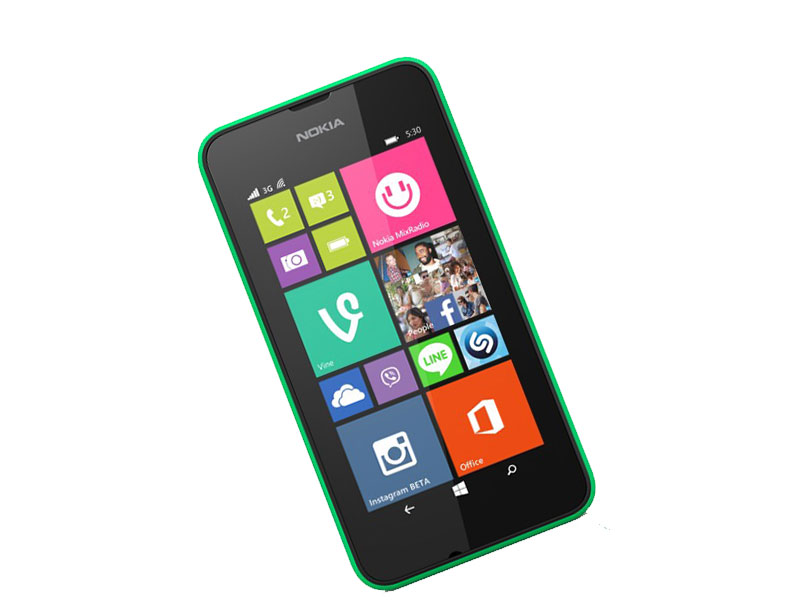 NOKIA
3G
5:30
2
3
Nokia MixRadio
Vine
People
LINE
Instagram BETA
Office